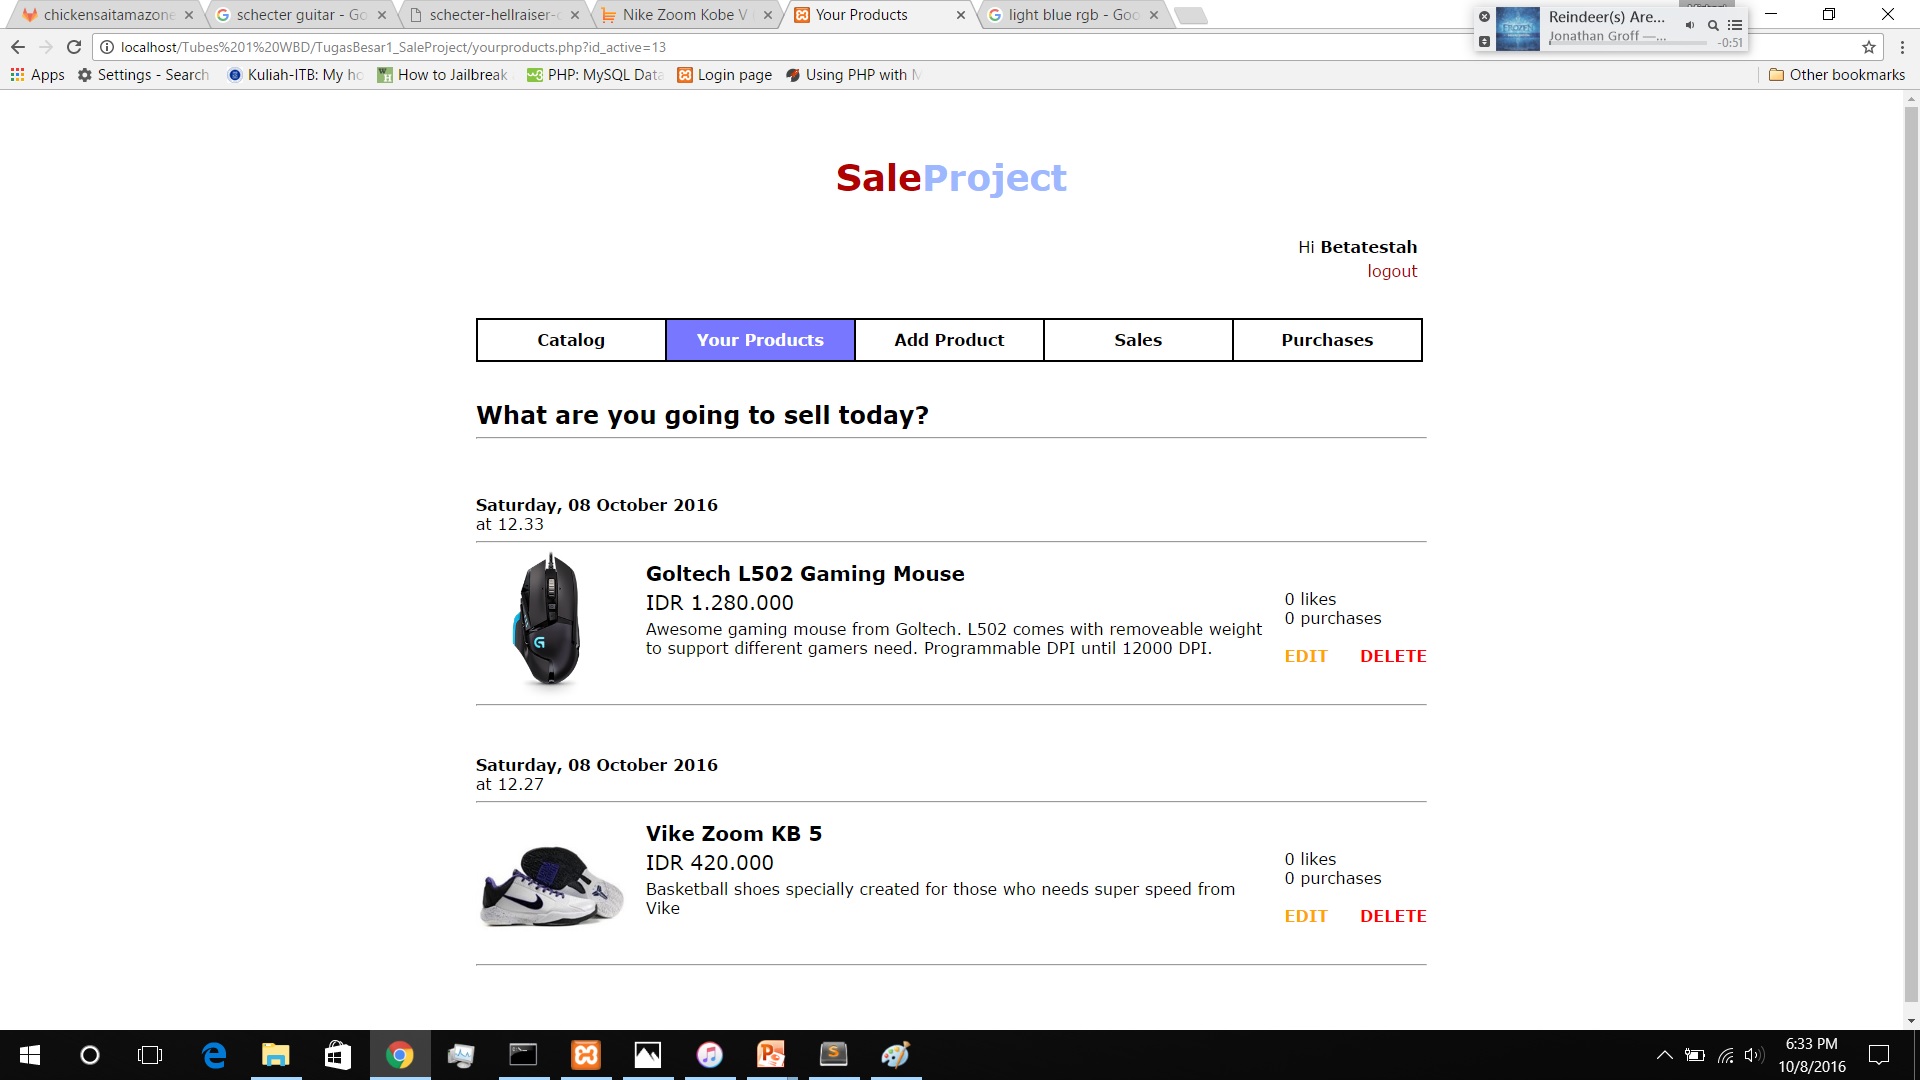 chickensaitamazone
schecter guitar - Go
schecter-hellraiser-
Nike Zoom Kobe V
Your Products
light blue rgb - Goo
Reindeer(s) Are...
Jonathan Groff —...
-0:51
localhost/Tubes%201%20WBD/TugasBesar1_SaleProject/yourproducts.php?id_active=13
Apps
Settings - Search
Kuliah-ITB: My ho
How to Jailbreak
PHP: MySQL Data
Login page
Using PHP with M
Other bookmarks
SaleProject
Hi Betatestah
logout
Catalog
Your Products
Add Product
Sales
Purchases
What are you going to sell today?
Saturday, 08 October 2016
at 12.33
Goltech L502 Gaming Mouse
IDR 1.280.000
Awesome gaming mouse from Goltech. L502 comes with removeable weight
to support different gamers need. Programmable DPI until 12000 DPI.
0 likes
0 purchases
EDIT DELETE
Saturday, 08 October 2016
at 12.27
Vike Zoom KB 5
IDR 420.000
Basketball shoes specially created for those who needs super speed from
Vike
0 likes
0 purchases
EDIT DELETE
6:33 PM
10/8/2016